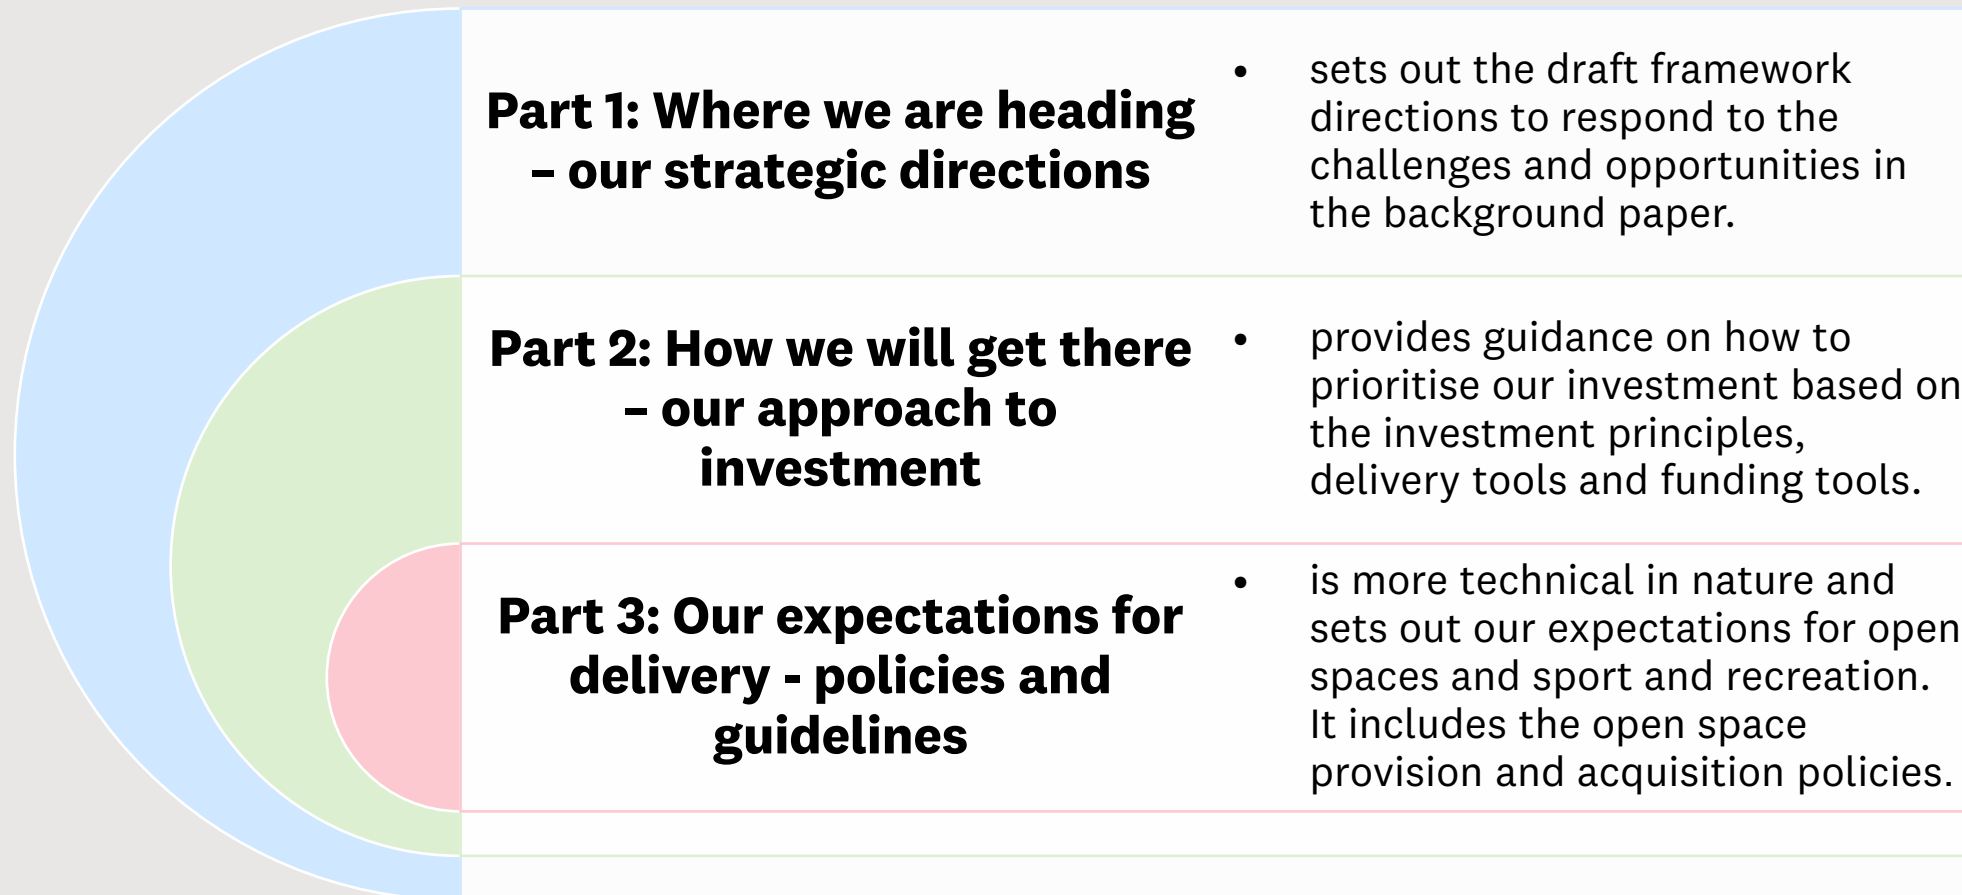 Part 1: Where we are heading
– our strategic directions
• sets out the draft framework
directions to respond to the
challenges and opportunities in
the background paper.
Part 2: How we will get there
– our approach to
investment
• provides guidance on how to
prioritise our investment based on
the investment principles,
delivery tools and funding tools.
Part 3: Our expectations for
delivery - policies and
guidelines
• is more technical in nature and
sets out our expectations for open
spaces and sport and recreation.
It includes the open space
provision and acquisition policies.